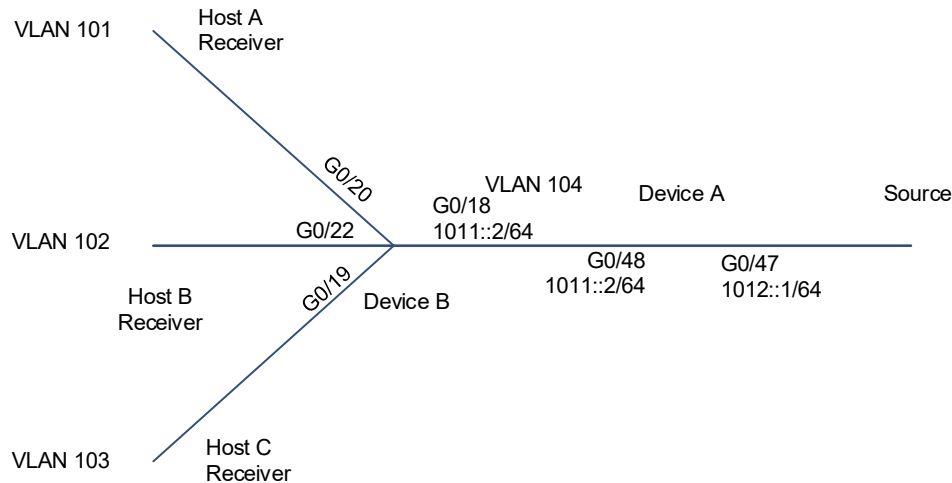 VLAN 101
Host A
Receiver
G0/20
VLAN 104
Device A
Source
G0/18
1011::2/64
VLAN 102
G0/22
G0/48
1011::2/64
G0/47
1012::1/64
G0/19
Device B
Host B
Receiver
Host C
Receiver
VLAN 103